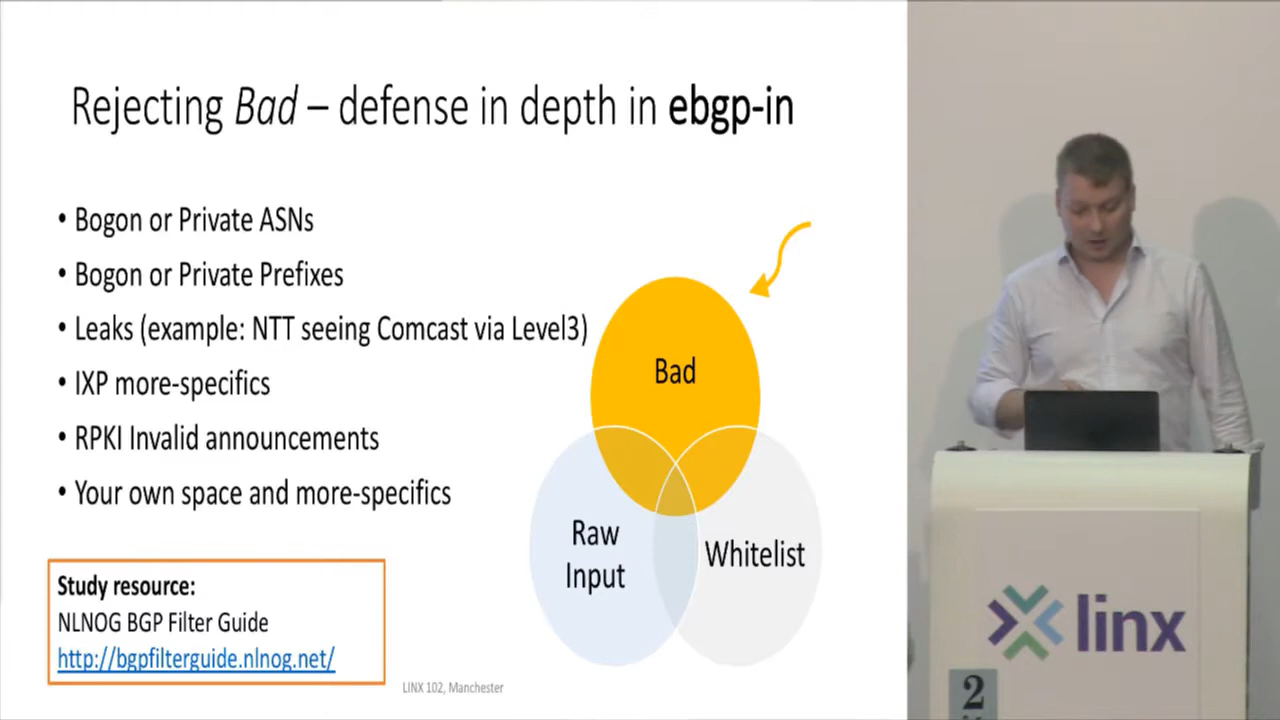 Rejecting Bad – defense in depth in ebgp-in
• Bogon or Private ASNs
• Bogon or Private Prefixes
• Leaks (example: NTT seeing Comcast via Level3)
• IXP more-specifics
• RPKI Invalid announcements
• Your own space and more-specifics
Bad
Raw
Input
Whitelist
Study resource:
NLNOG BGP Filter Guide
http://bgpfilterguide.nlnog.net/
LINX 102, Manchester
linx
2